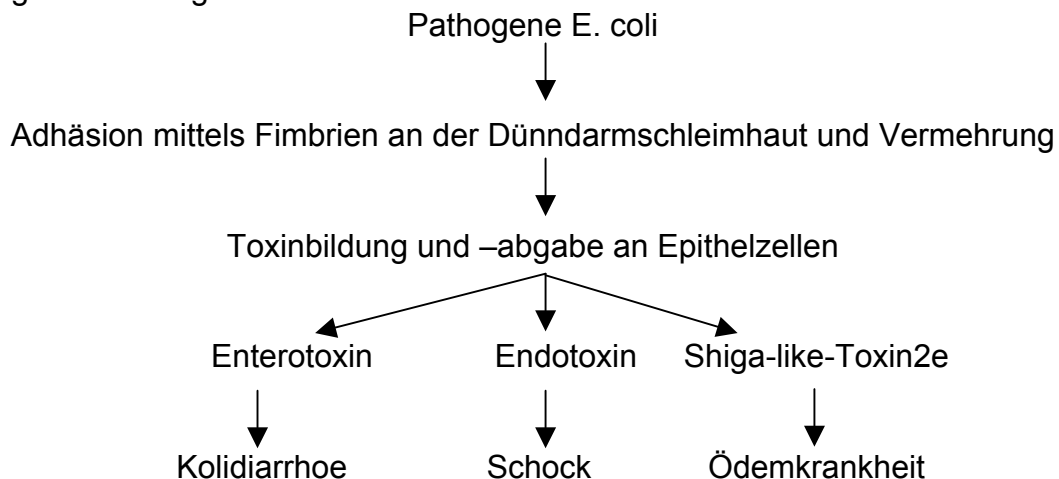 Pathogene E. coli
Adhäsion mittels Fimbrien an der Dünndarmschleimhaut und Vermehrung
Toxinbildung und –abgabe an Epithelzellen
Enterotoxin Endotoxin Shiga-like-Toxin2e
Kolidiarrhoe Schock Ödemkrankheit